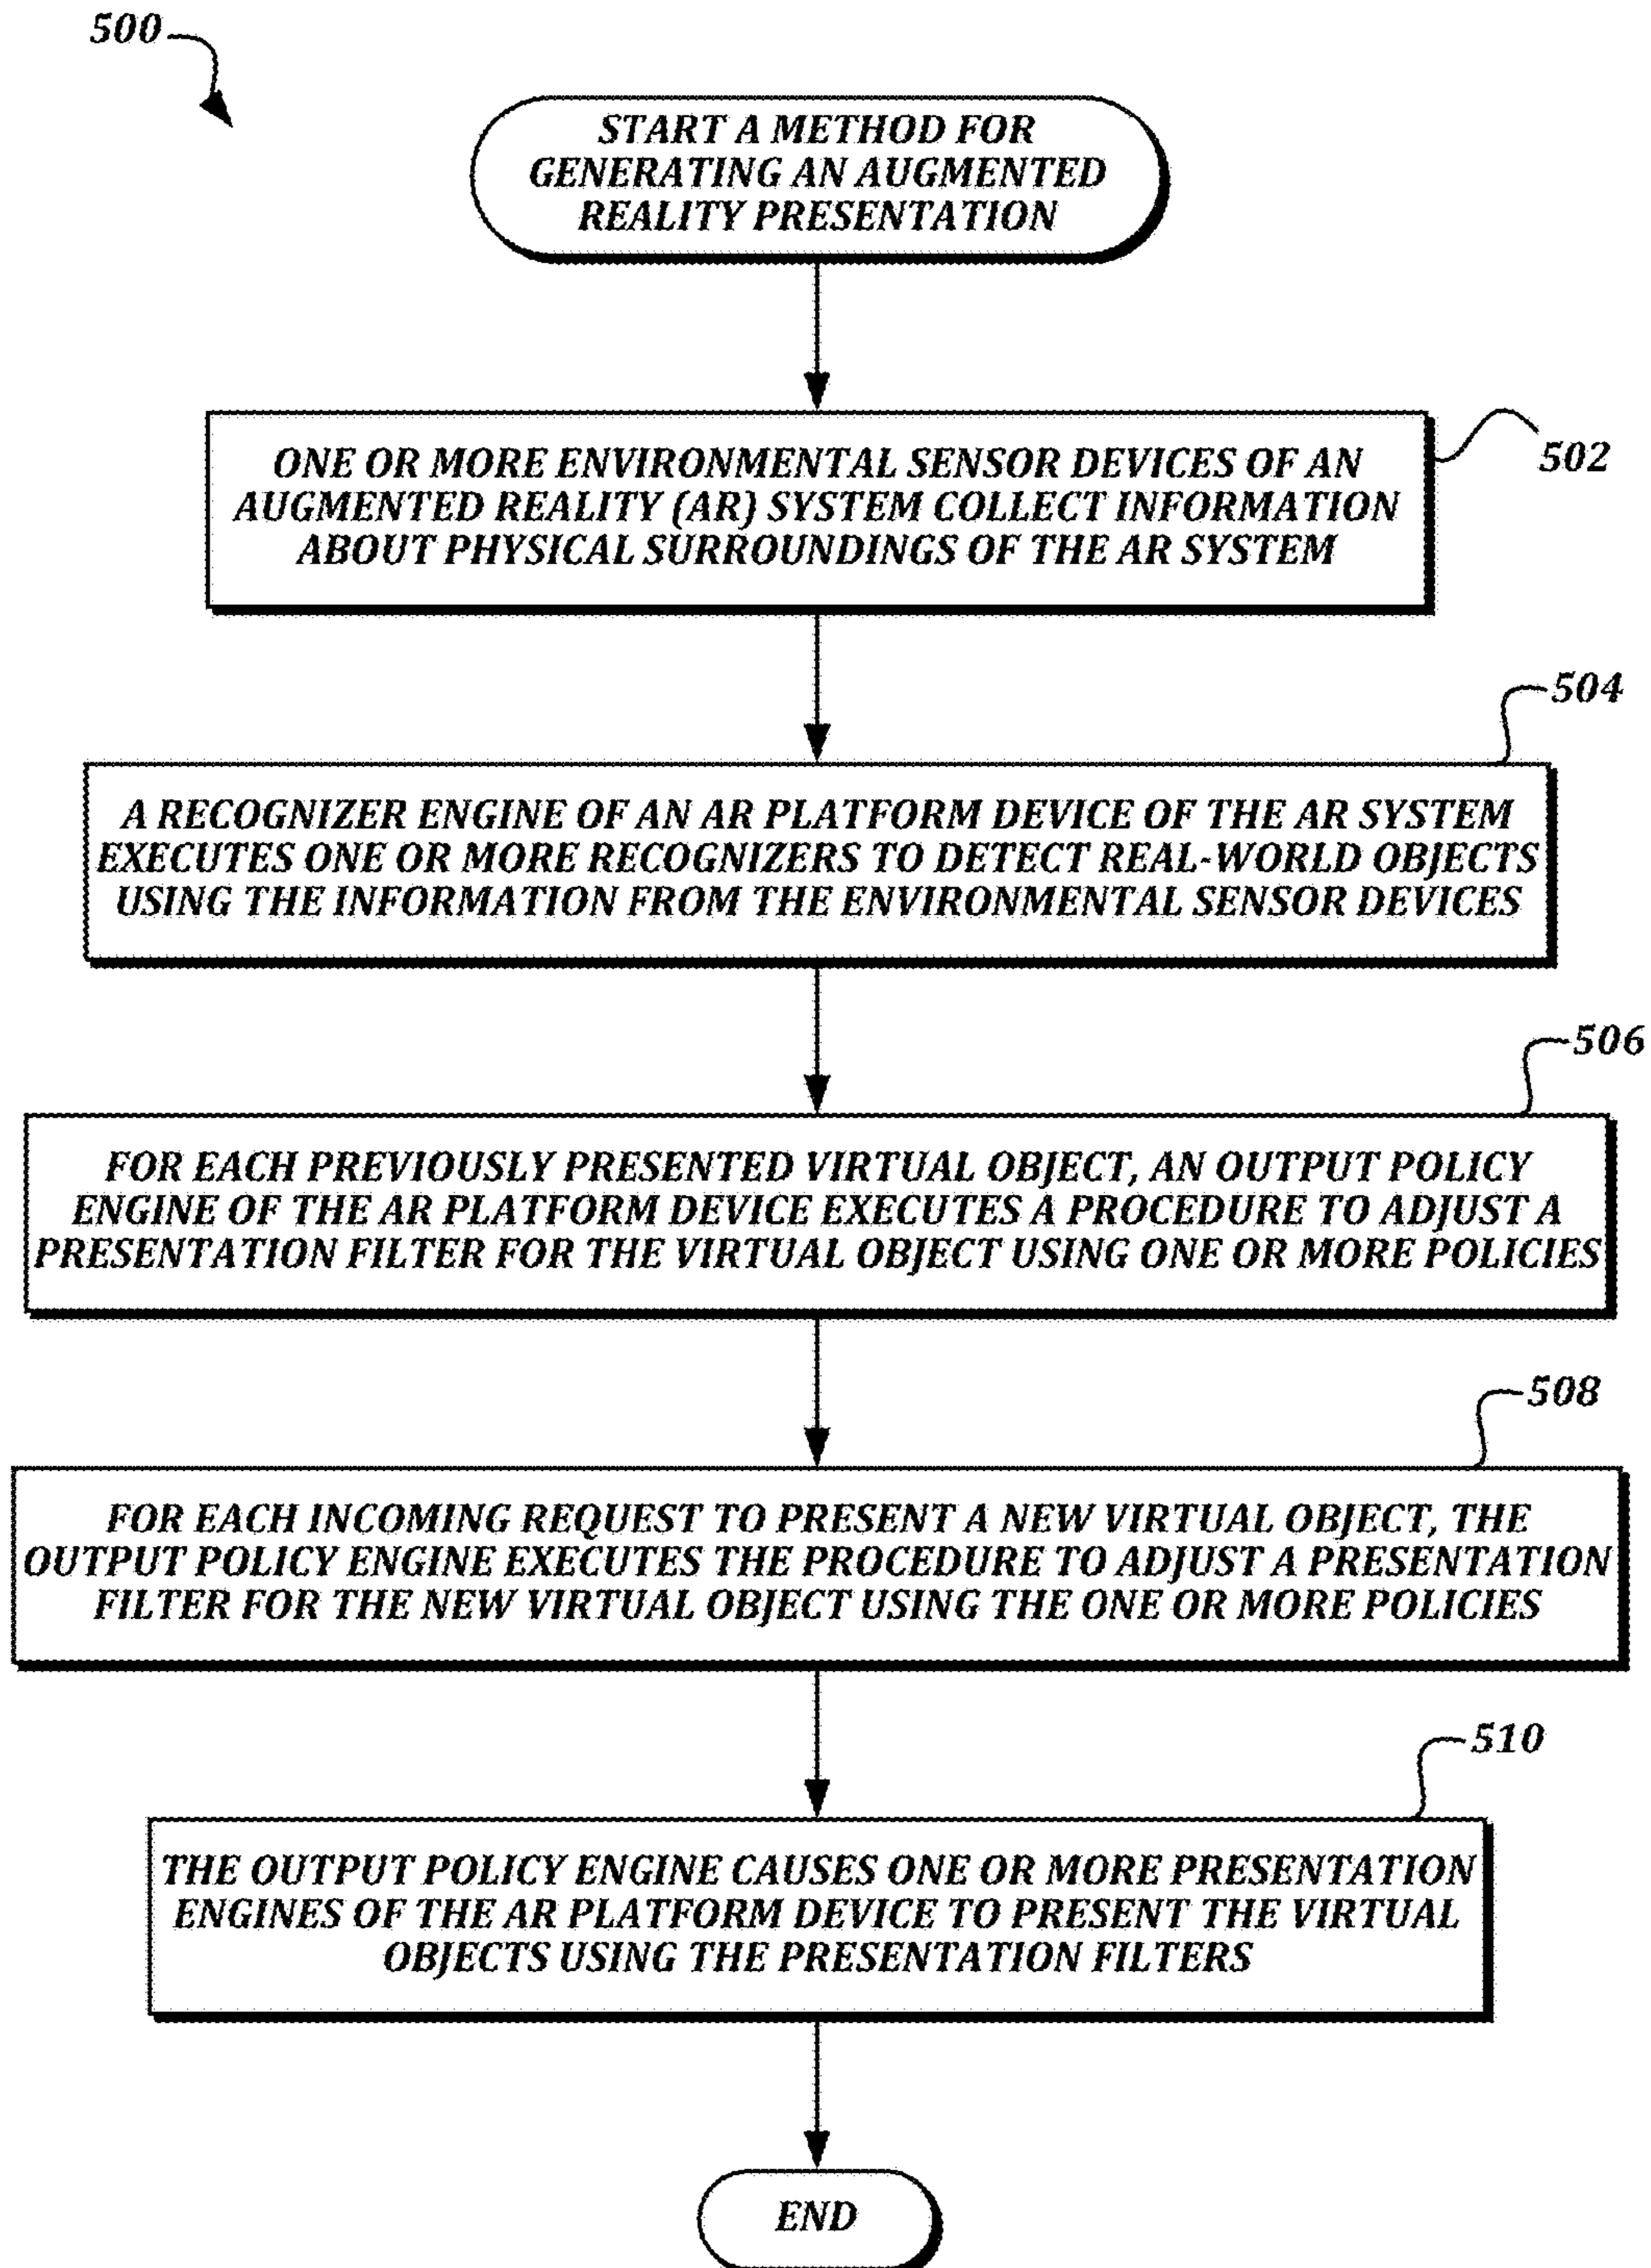 500
START A METHOD FOR
GENERATING AN AUGMENTED
REALITY PRESENTATION
ONE OR MORE ENVIRONMENTAL SENSOR DEVICES OF AN
AUGMENTED REALITY (AR) SYSTEM COLLECT INFORMATION
ABOUT PHYSICAL SURROUNDINGS OF THE AR SYSTEM
502
504
A RECOGNIZER ENGINE OF AN AR PLATFORM DEVICE OF THE AR SYSTEM
EXECUTES ONE OR MORE RECOGNIZERS TO DETECT REAL-WORLD OBJECTS
USING THE INFORMATION FROM THE ENVIRONMENTAL SENSOR DEVICES
506
FOR EACH PREVIOUSLY PRESENTED VIRTUAL OBJECT, AN OUTPUT POLICY
ENGINE OF THE AR PLATFORM DEVICE EXECUTES A PROCEDURE TO ADJUST A
PRESENTATION FILTER FOR THE VIRTUAL OBJECT USING ONE OR MORE POLICIES
508
FOR EACH INCOMING REQUEST TO PRESENT A NEW VIRTUAL OBJECT, THE
OUTPUT POLICY ENGINE EXECUTES THE PROCEDURE TO ADJUST A PRESENTATION
FILTER FOR THE NEW VIRTUAL OBJECT USING THE ONE OR MORE POLICIES
510
THE OUTPUT POLICY ENGINE CAUSES ONE OR MORE PRESENTATION
ENGINES OF THE AR PLATFORM DEVICE TO PRESENT THE VIRTUAL
OBJECTS USING THE PRESENTATION FILTERS
END